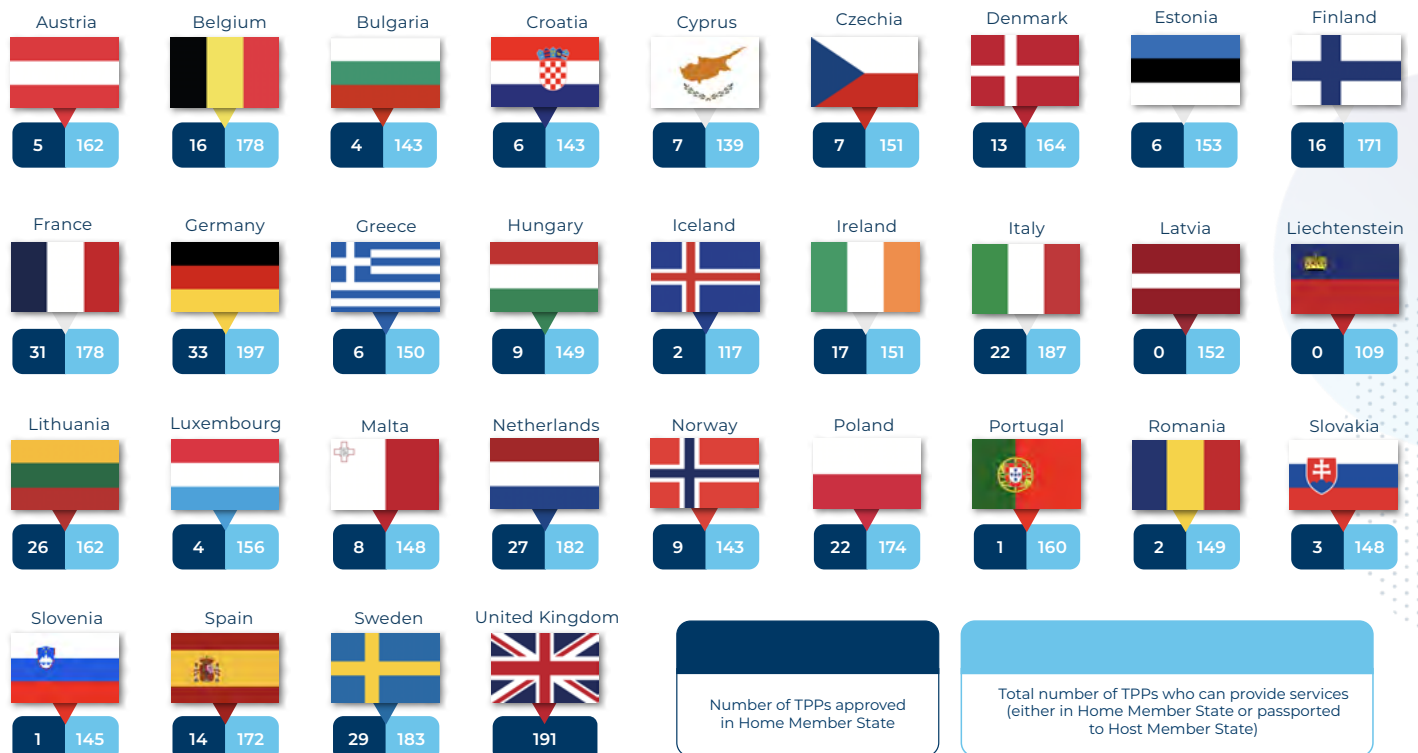 Austria Belgium Bulgaria Croatia Cyprus Czechia Denmark Estonia Finland
5 162 16 178 4 143 6 143 7 139 7 151 13 164 6 153 16 171
France Germany Greece Hungary Iceland Ireland Italy Latvia Liechtenstein
31 178 33 197 6 150 9 149 2 117 17 151 22 187 0 152 0 109
Lithuania Luxembourg Malta Netherlands Norway Poland Portugal Romania Slovakia
26 162 4 156 8 148 27 182 9 143 22 174 1 160 2 149 3 148
Slovenia Spain Sweden United Kingdom
1 145 14 172 29 183 191
Number of TPPs approved
in Home Member State
Total number of TPPs who can provide services
(either in Home Member State or passported
to Host Member State)